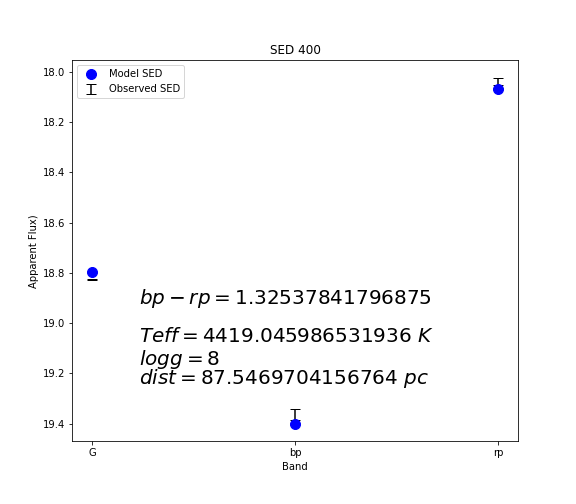 SED 400
Model SED
Observed SED
18.0
18.2
18.4
18.6
18.8
19.0
19.2
19.4
Apparent Flux)
bp − rp = 1.32537841796875
Teff = 4419.045986531936 K
logg = 8
dist = 87.5469704156764 pc
G
bp
rp
Band